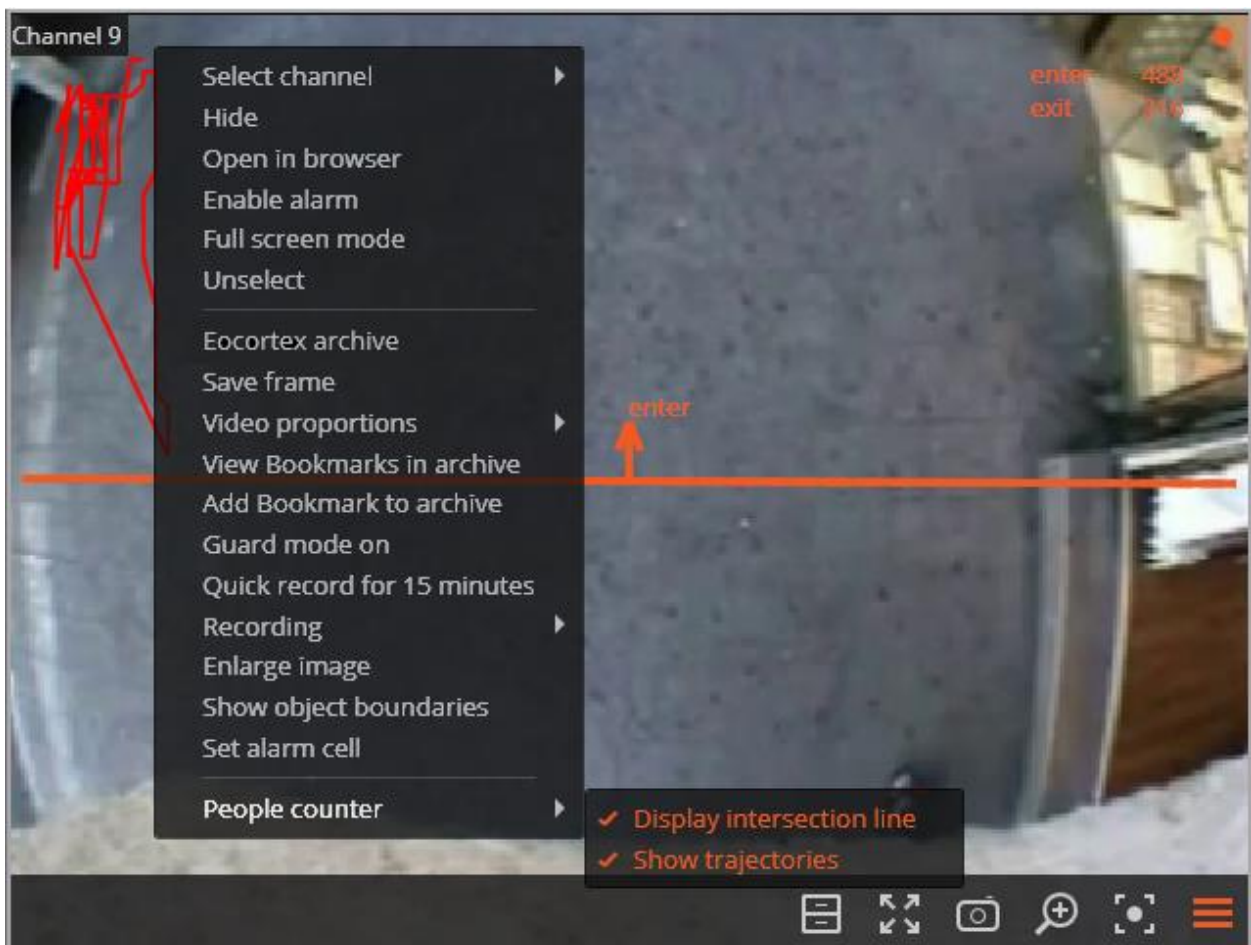 Channel 9
enter 488
exit 316
Select channel
Hide
Open in browser
Enable alarm
Full screen mode
Unselect
Eocortex archive
Save frame
Video proportions
enter
View Bookmarks in archive
Add Bookmark to archive
Guard mode on
Quick record for 15 minutes
Recording
Enlarge image
Show object boundaries
Set alarm cell
People counter
Display intersection line
Show trajectories